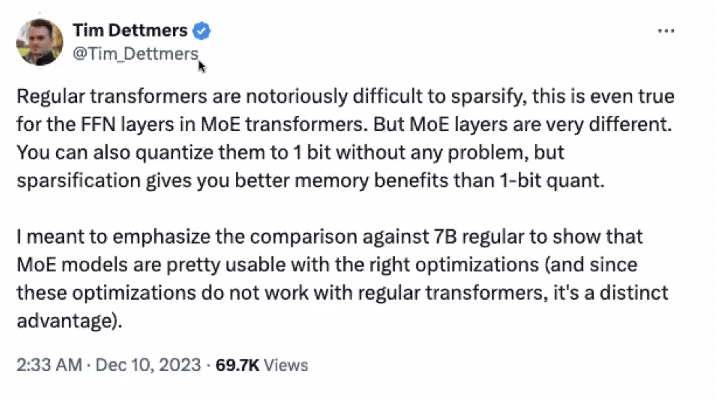 Tim Dettmers
@Tim_Dettmers
Regular transformers are notoriously difficult to sparsify, this is even true
for the FFN layers in MoE transformers. But MoE layers are very different.
You can also quantize them to 1 bit without any problem, but
sparsification gives you better memory benefits than 1-bit quant.
I meant to emphasize the comparison against 7B regular to show that
MoE models are pretty usable with the right optimizations (and since
these optimizations do not work with regular transformers, it's a distinct
advantage).
2:33 AM · Dec 10, 2023 · 69.7K Views